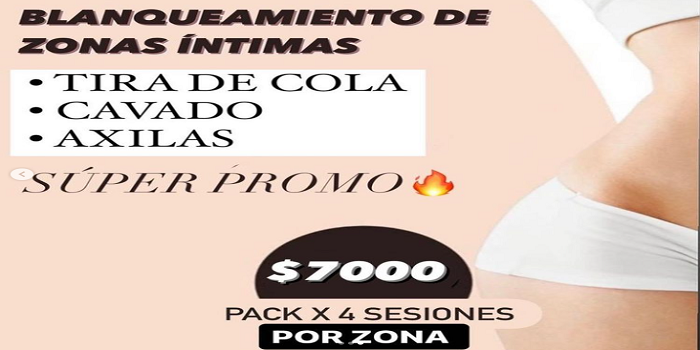 BLANQUEAMIENTO DE
ZONAS ÍNTIMAS
• TIRA DE COLA
• CAVADO
• AXILAS
SÚPER PROMO🔥
$7000
PACK X 4 SESIONES
POR ZONA